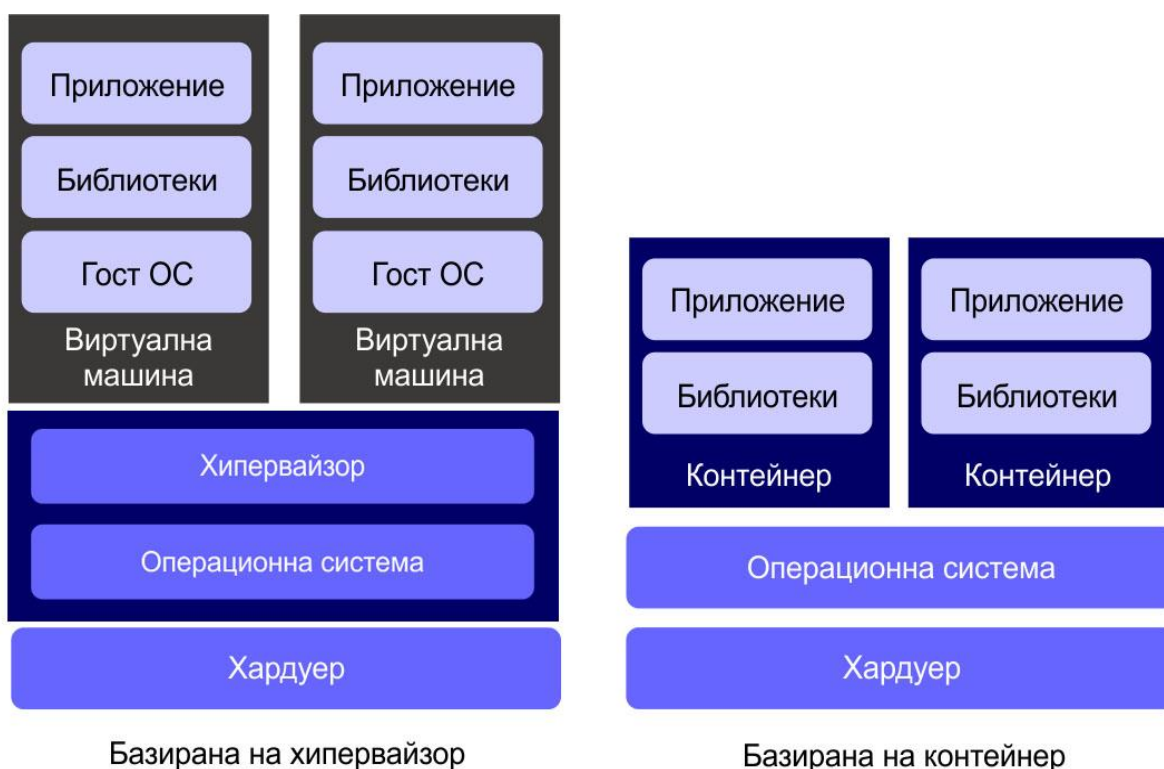 Приложение
Библиотеки
Гост ОС
Виртуална
машина
Приложение
Библиотеки
Гост ОС
Виртуална
машина
Хипервайзор
Операционна система
Хардуер
Базирана на хипервайзор
Приложение
Библиотеки
Контейнер
Приложение
Библиотеки
Контейнер
Операционна система
Хардуер
Базирана на контейнер